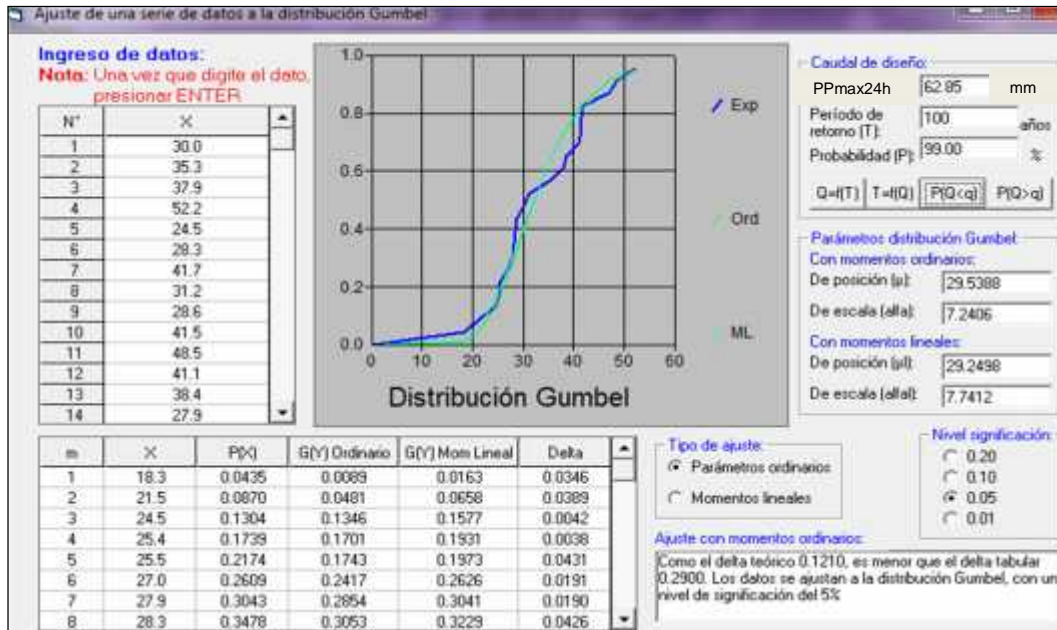 Ajuste de una serie de datos a la distribución Gumbel
Ingreso de datos:
Nota: Una vez que digite el dato,
presionar ENTER
N° X
1 30.0
2 35.3
3 37.9
4 52.2
5 24.5
6 28.3
7 41.7
8 31.2
9 28.6
10 41.5
11 48.5
12 41.1
13 38.4
14 27.9
1.0
0.8
0.6
0.4
0.2
0.0
0 10 20 30 40 50 60
Distribución Gumbel
Exp
Ord
ML
Caudal de diseño:
PPmax24h 62.85 mm
Período de
retorno (T): 100 años
Probabilidad (P): 99.00 %
Q=f(T) T=f(Q) P(Q<q) P(Q>q)
Parámetros distribución Gumbel:
Con momentos ordinarios:
De posición (µ): 29.5388
De escala (alfa): 7.2406
Con momentos lineales:
De posición (µl): 29.2498
De escala (alfal): 7.7412
m X P(X) G(Y) Ordinario G(Y) Mom Lineal Delta
1 18.3 0.0435 0.0089 0.0163 0.0346
2 21.5 0.0870 0.0481 0.0658 0.0389
3 24.5 0.1304 0.1346 0.1577 0.0042
4 25.4 0.1739 0.1701 0.1931 0.0038
5 25.5 0.2174 0.1743 0.1973 0.0431
6 27.0 0.2609 0.2417 0.2626 0.0191
7 27.9 0.3043 0.2854 0.3041 0.0190
8 28.3 0.3478 0.3053 0.3229 0.0426
Tipo de ajuste:
Parámetros ordinarios
Momentos lineales
Nivel significación:
0.20
0.10
0.05
0.01
Ajuste con momentos ordinarios:
Como el delta teórico 0.1210, es menor que el delta tabular
0.2900. Los datos se ajustan a la distribución Gumbel, con un
nivel de significación del 5%